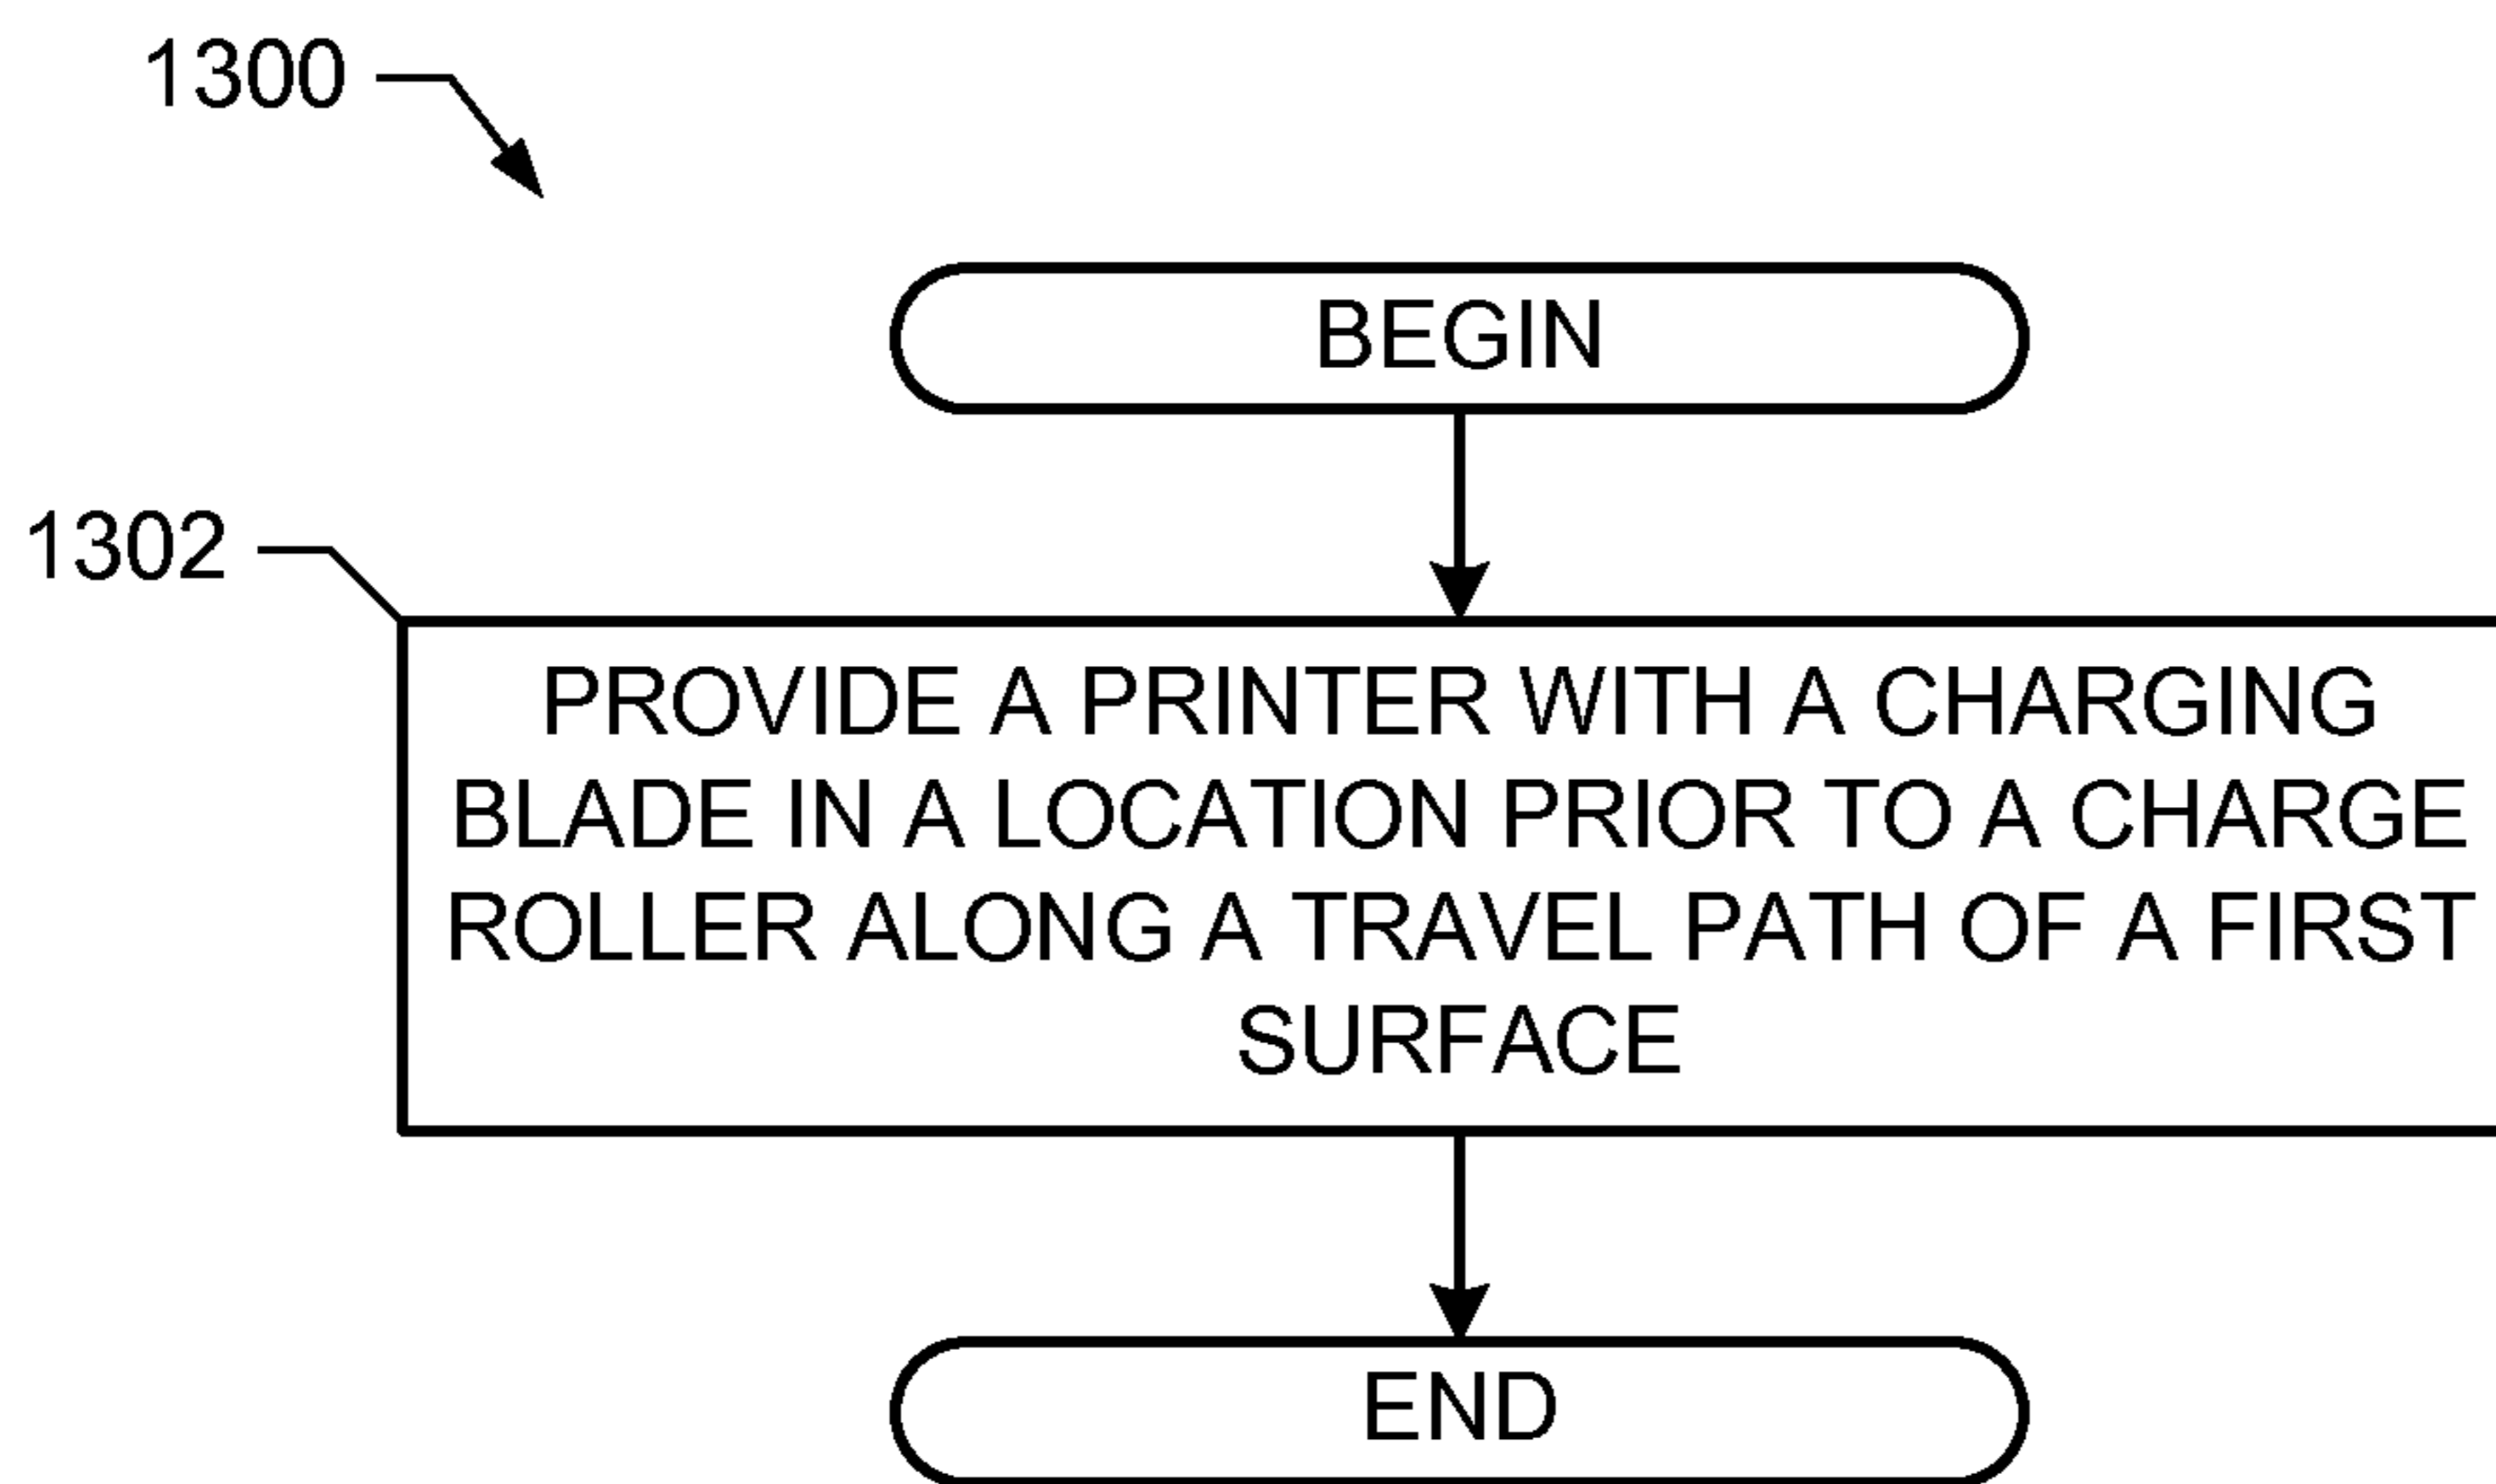 1300
BEGIN
1302
PROVIDE A PRINTER WITH A CHARGING
BLADE IN A LOCATION PRIOR TO A CHARGE
ROLLER ALONG A TRAVEL PATH OF A FIRST
SURFACE
END